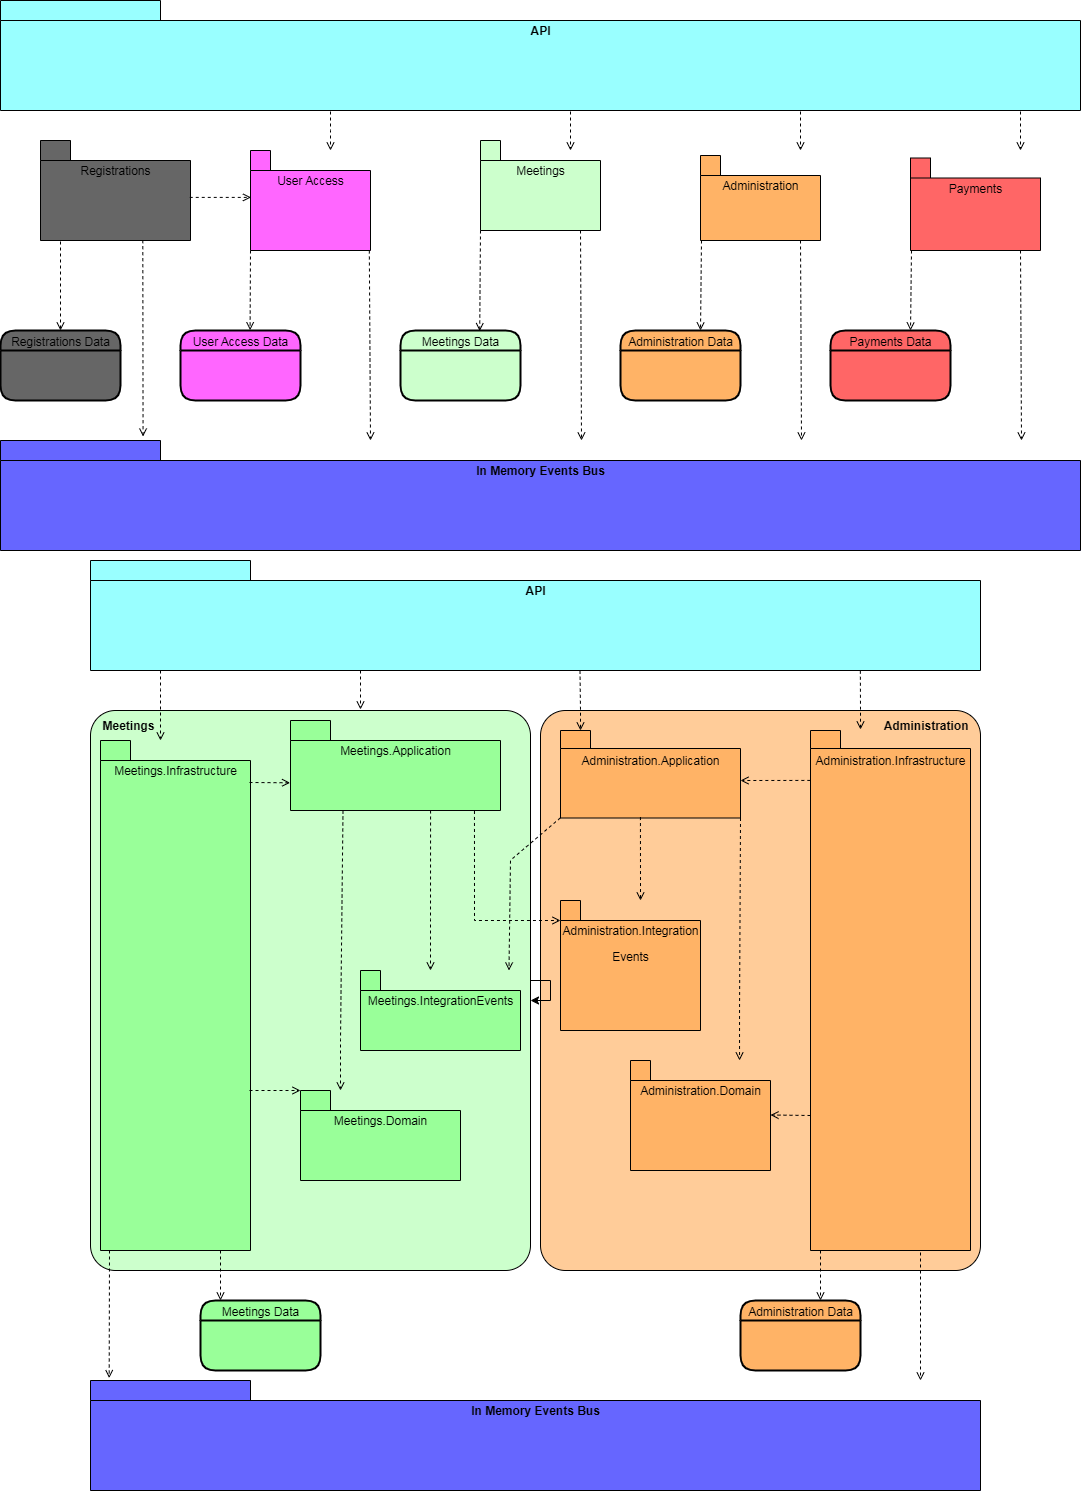 API
Registrations
User Access
Meetings
Administration
Payments
Registrations Data
User Access Data
Meetings Data
Administration Data
Payments Data
In Memory Events Bus
API
Meetings
Administration
Meetings.Application
Administration.Application
Administration.Infrastructure
Meetings.Infrastructure
Administration.Integration
Events
Meetings.IntegrationEvents
Administration.Domain
Meetings.Domain
Meetings Data
Administration Data
In Memory Events Bus